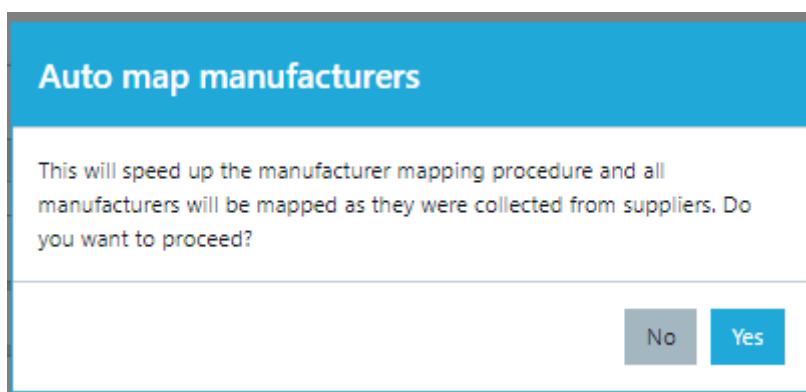 Auto map manufacturers
This will speed up the manufacturer mapping procedure and all
manufacturers will be mapped as they were collected from suppliers. Do
you want to proceed?
No
Yes